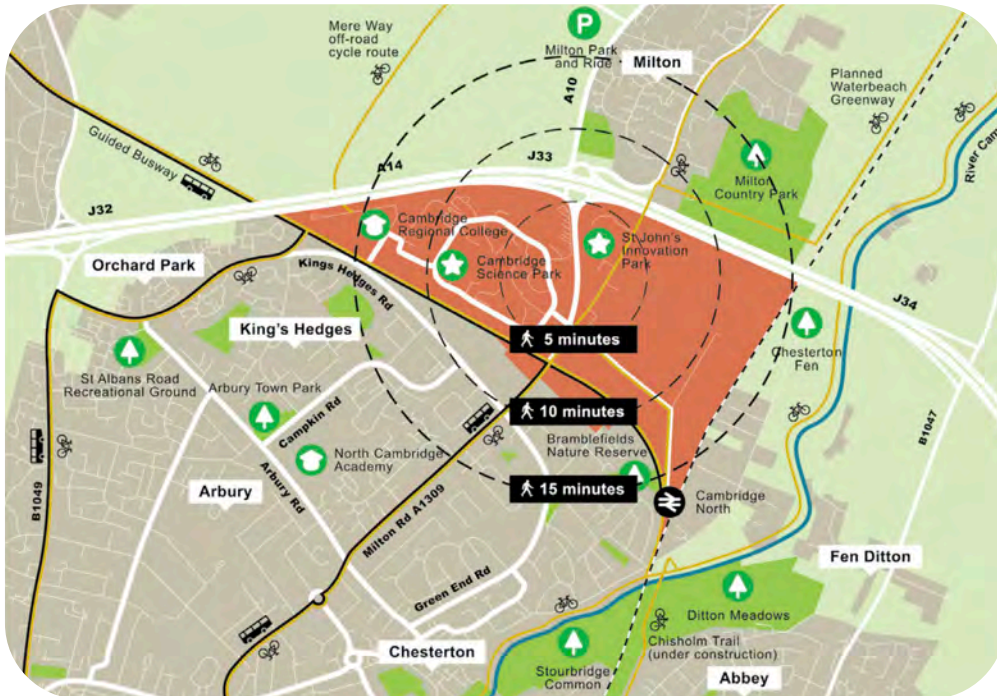 Mere Way
off-road
cycle route
P
Milton Park
and Ride
Milton
A10
Planned
Waterbeach
Greenway
River Cam
Guided Busway
A14
J33
Milton
Country Park
J32
Cambridge
Regional College
St John's
Innovation
Park
Orchard Park
Kings Hedges Rd
Cambridge
Science Park
J34
King's Hedges
5 minutes
Chesterton
Fen
St Albans Road
Recreational Ground
Arbury Town Park
Campkin Rd
10 minutes
B1047
North Cambridge
Academy
Bramblefields
Nature Reserve
Arbury
Arbury Rd
15 minutes
Cambridge
North
B1049
Milton Rd A1309
Fen Ditton
Green End Rd
Ditton Meadows
Chesterton
Chisholm Trail
(under construction)
Stourbridge
Common
Abbey